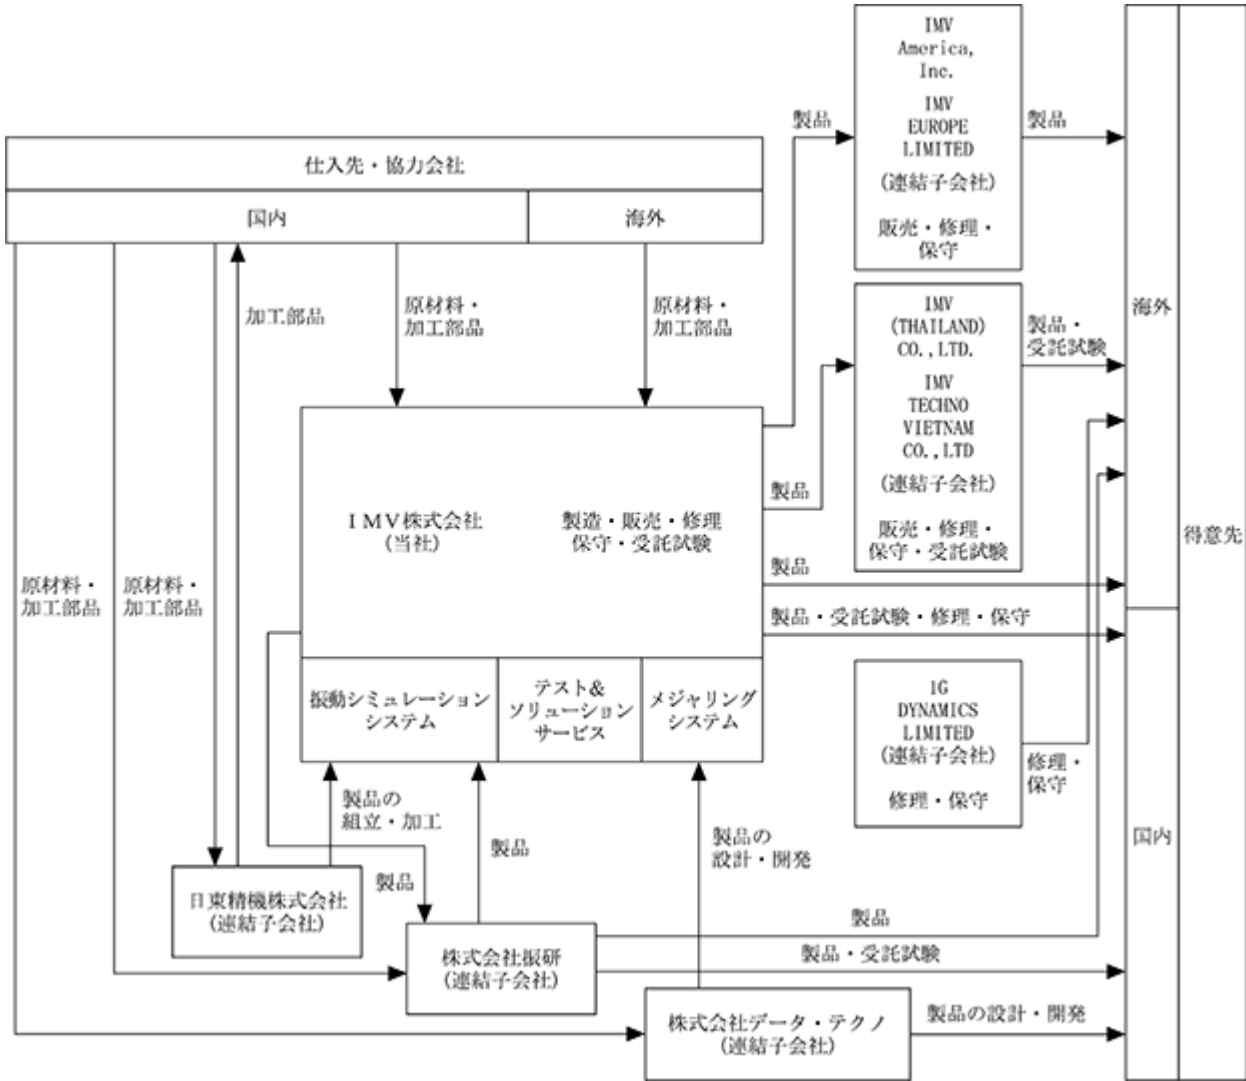 IMV
America,
Inc.
IMV
EUROPE
LIMITED
(連結子会社)
販売・修理・
保守
製品
製品
仕入先・協力会社
国内
海外
加工部品
原材料・
加工部品
原材料・
加工部品
IMV
(THAILAND)
CO.,LTD.
IMV
TECHNO
VIETNAM
CO.,LTD
(連結子会社)
販売・修理・
保守・受託試験
製品・
受託試験
海外
得意先
製品
IMV株式会社
(当社)
製造・販売・修理
保守・受託試験
製品
製品・受託試験・修理・保守
原材料・
加工部品
原材料・
加工部品
振動シミュレーション
システム
テスト&
ソリューション
サービス
メジャリング
システム
1G
DYNAMICS
LIMITED
(連結子会社)
修理・保守
修理・
保守
国内
製品の
組立・加工
製品
製品の
設計・開発
製品
日東精機株式会社
(連結子会社)
製品
株式会社振研
(連結子会社)
製品・受託試験
株式会社データ・テクノ
(連結子会社)
製品の設計・開発